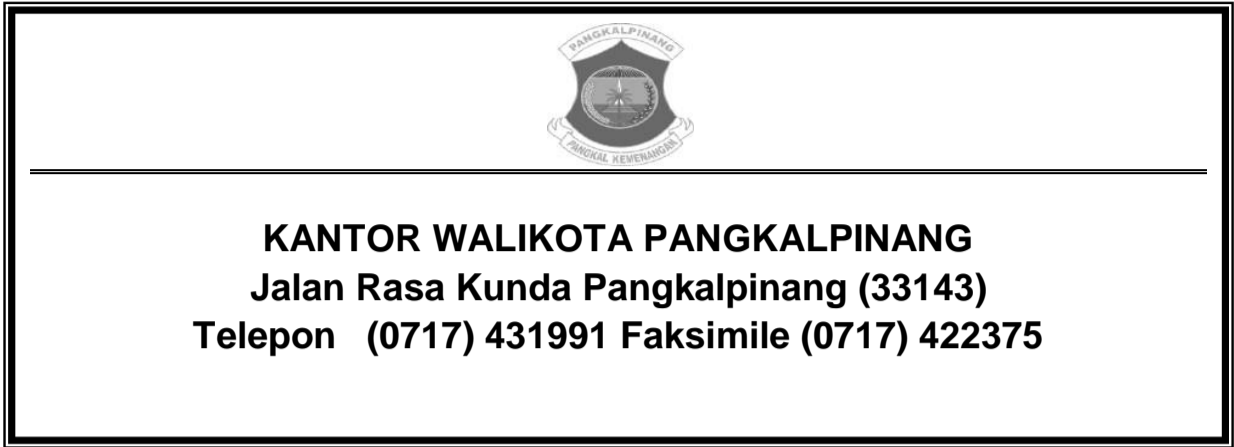 PANGKALPINANG
PANGKAL KEMENANGAN
KANTOR WALIKOTA PANGKALPINANG
Jalan Rasa Kunda Pangkalpinang (33143)
Telepon (0717) 431991 Faksimile (0717) 422375